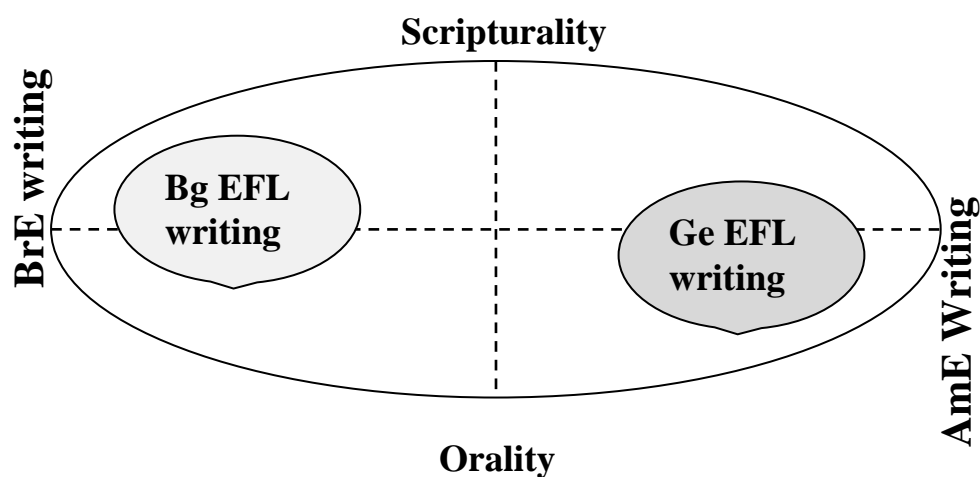 Scripturality
BrE writing
Bg EFL
writing
Ge EFL
writing
AmE Writing
Orality